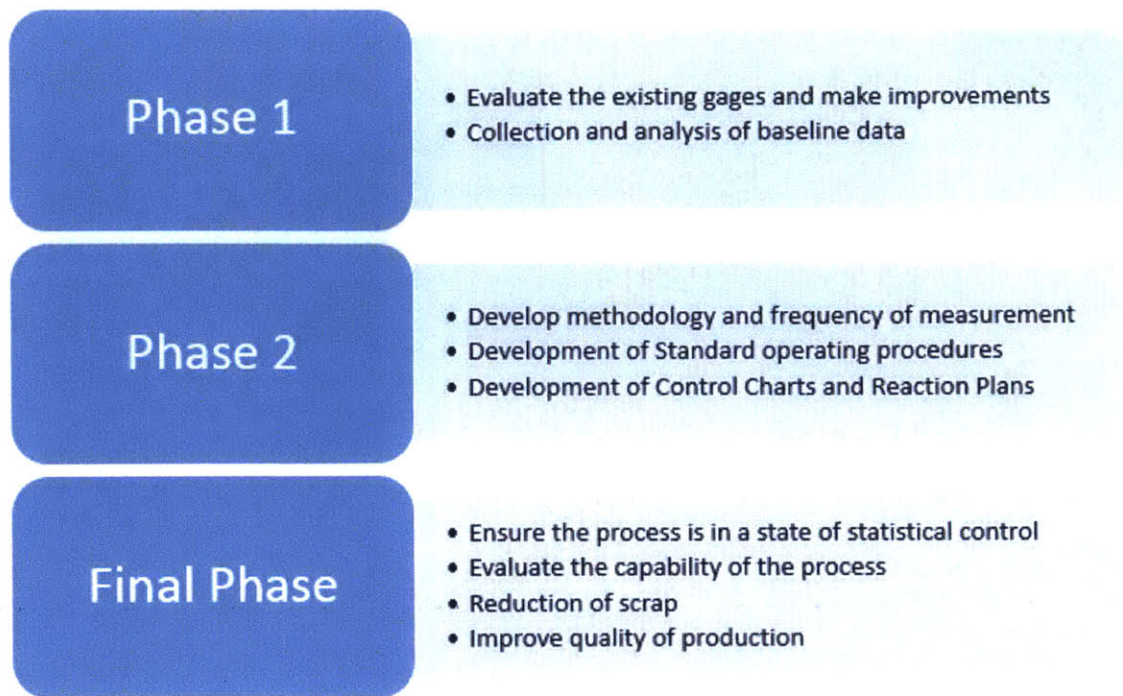 Phase 1
• Evaluate the existing gages and make improvements
• Collection and analysis of baseline data
Phase 2
• Develop methodology and frequency of measurement
• Development of Standard operating procedures
• Development of Control Charts and Reaction Plans
Final Phase
• Ensure the process is in a state of statistical control
• Evaluate the capability of the process
• Reduction of scrap
• Improve quality of production